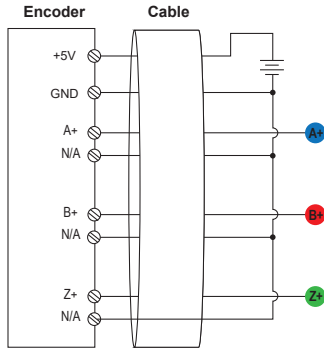 Encoder Cable
+5V
GND
A+ A+
N/A
B+ B+
N/A
Z+ Z+
N/A